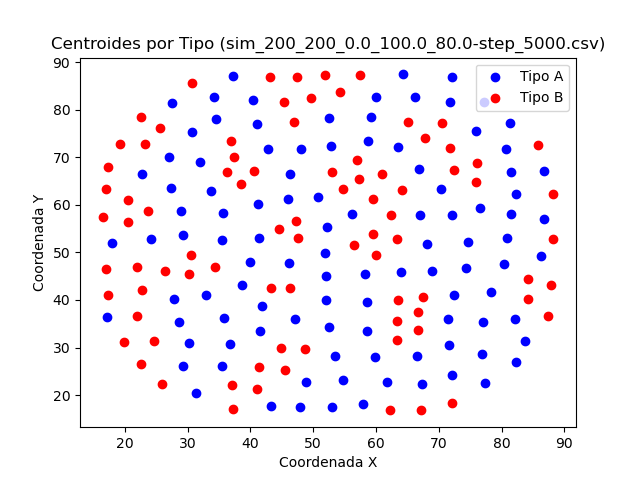 Centroides por Tipo (sim_200_200_0.0_100.0_80.0-step_5000.csv)
Tipo A
Tipo B
Coordenada Y
90
80
70
60
50
40
30
20
20 30 40 50 60 70 80 90
Coordenada X